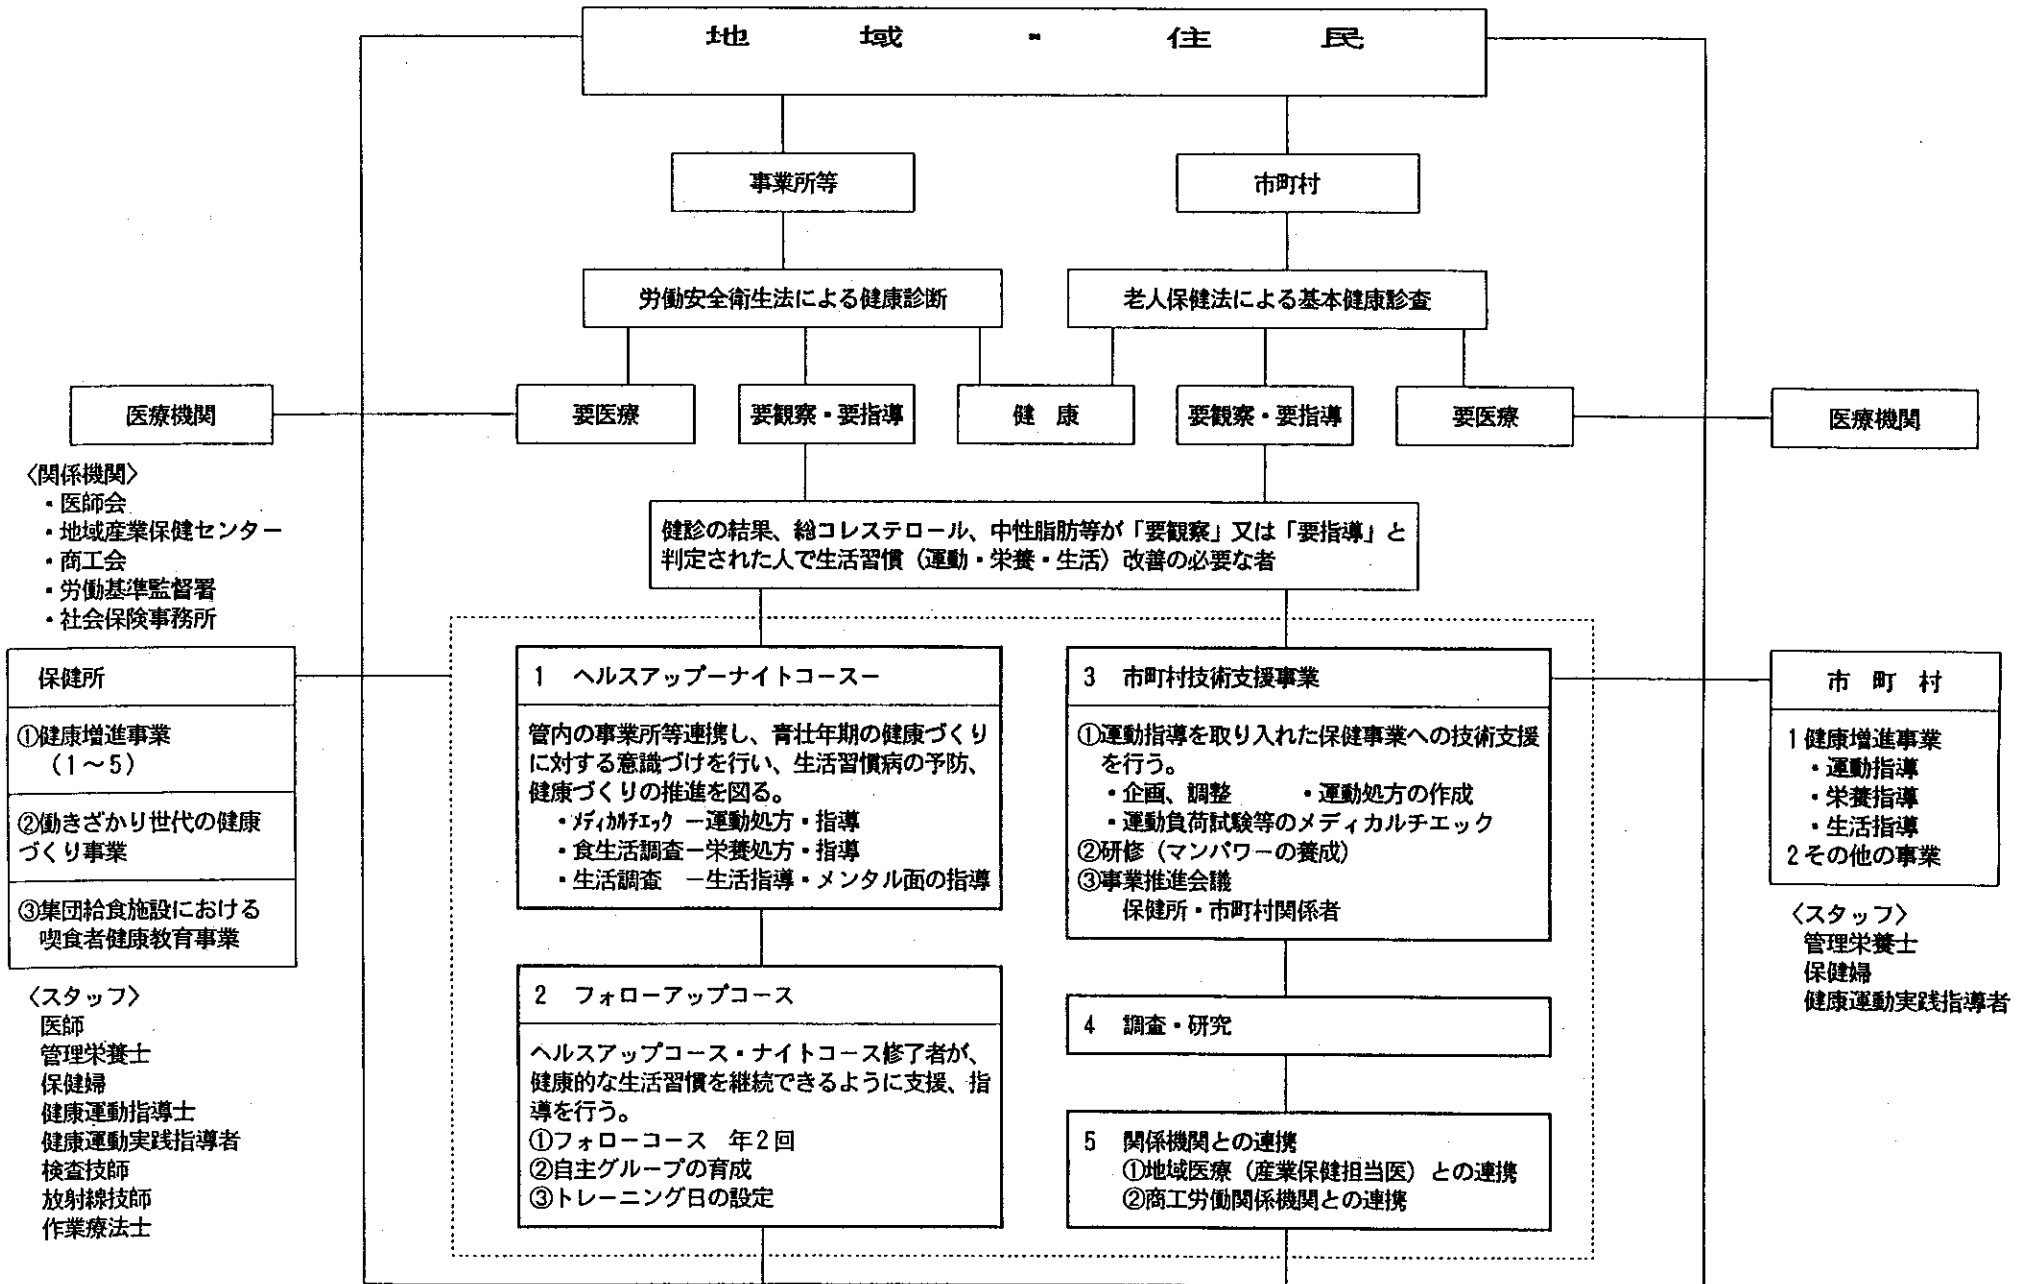 地域・住民
事業所等
市町村
労働安全衛生法による健康診断
老人保健法による基本健康診査
医療機関
要医療
要観察・要指導
健康
要観察・要指導
要医療
医療機関
〈関係機関〉
・医師会
・地域産業保健センター
・商工会
・労働基準監督署
・社会保険事務所
健診の結果、総コレステロール、中性脂肪等が「要観察」又は「要指導」と
判定された人で生活習慣（運動・栄養・生活）改善の必要な者
保健所
①健康増進事業
（1～5）
②働きざかり世代の健康
づくり事業
③集団給食施設における
喫食者健康教育事業
〈スタッフ〉
医師
管理栄養士
保健婦
健康運動指導士
健康運動実践指導者
検査技師
放射線技師
作業療法士
1 ヘルスアップーナイトコースー
管内の事業所等連携し、青壮年期の健康づくり
に対する意識づけを行い、生活習慣病の予防、
健康づくりの推進を図る。
・メディカルチエック －運動処方・指導
・食生活調査－栄養処方・指導
・生活調査 －生活指導・メンタル面の指導
2 フォローアップコース
ヘルスアップコース・ナイトコース修了者が、
健康的な生活習慣を継続できるように支援、指
導を行う。
①フォローコース 年2回
②自主グループの育成
③トレーニング日の設定
3 市町村技術支援事業
①運動指導を取り入れた保健事業への技術支援
を行う。
・企画、調整 ・運動処方の作成
・運動負荷試験等のメディカルチエック
②研修（マンパワーの養成）
③事業推進会議
保健所・市町村関係者
4 調査・研究
5 関係機関との連携
①地域医療（産業保健担当医）との連携
②商工労働関係機関との連携
市町村
1 健康増進事業
・運動指導
・栄養指導
・生活指導
2 その他の事業
〈スタッフ〉
管理栄養士
保健婦
健康運動実践指導者